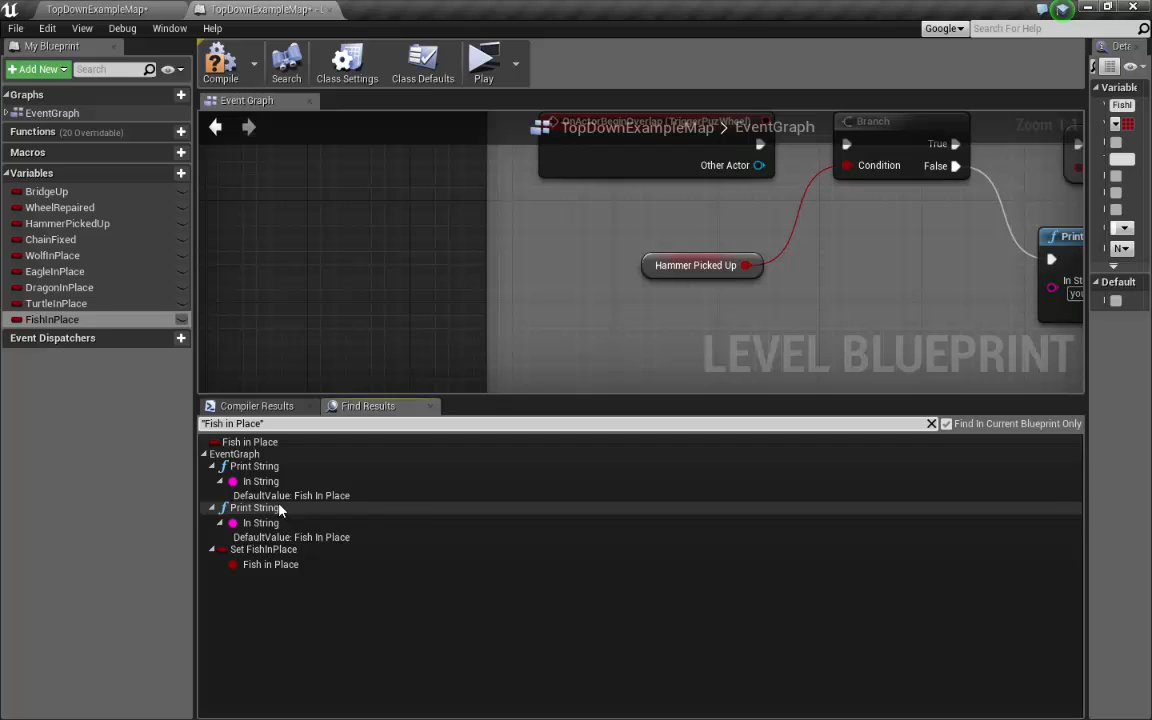 TopDownExampleMap*
TopDownExampleMap*
File Edit View Debug Window Help
Google
Search For Help
My Blueprint
Add New
Search
Compile
Search
Class Settings
Class Defaults
Play
Graphs
EventGraph
Functions (20 Overridable)
Macros
Variables
BridgeUp
WheelRepaired
HammerPickedUp
ChainFixed
WolfInPlace
EagleInPlace
DragonInPlace
TurtleInPlace
FishInPlace
Event Dispatchers
Event Graph
TopDownExampleMap > EventGraph
Zoom 1:1
OnActorBeginOverlap (TriggerPuzWheel)
Other Actor
Branch
True
Condition
False
Hammer Picked Up
Print
In St
you
LEVEL BLUEPRINT
Compiler Results
Find Results
"Fish in Place"
Find In Current Blueprint Only
Fish in Place
EventGraph
Print String
In String
DefaultValue: Fish In Place
Print String
In String
DefaultValue: Fish In Place
Set FishInPlace
Fish in Place
Deta
Variable
FishI
N
Default